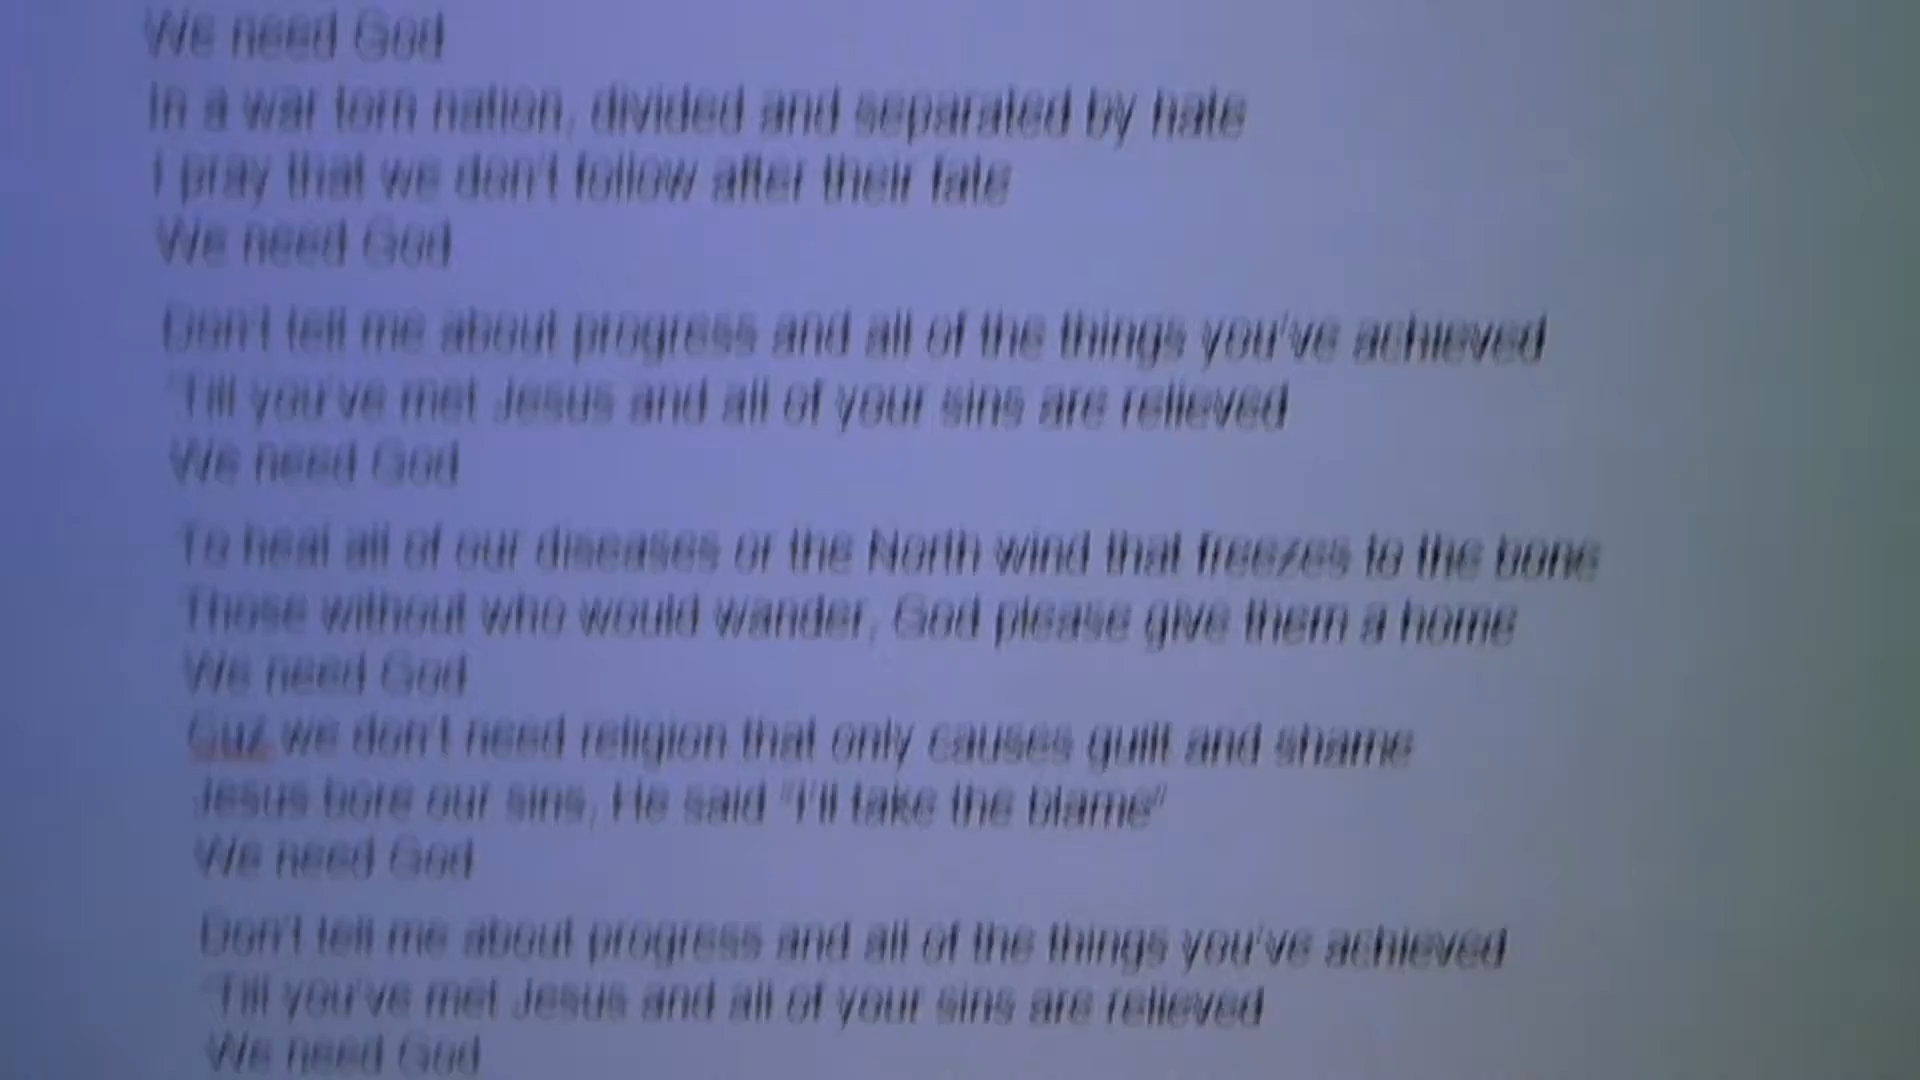 We need God
In a war torn nation, divided and separated by hate
I pray that we don't follow after their fate
We need God
Don't tell me about progress and all of the things you've achieved
'Till you've met Jesus and all of your sins are relieved
We need God
To heal all of our diseases or the North wind that freezes to the bone
Those without who would wander, God please give them a home
We need God
Cuz we don't need religion that only causes guilt and shame
Jesus bore our sins, He said "I'll take the blame"
We need God
Don't tell me about progress and all of the things you've achieved
'Till you've met Jesus and all of your sins are relieved
We need God